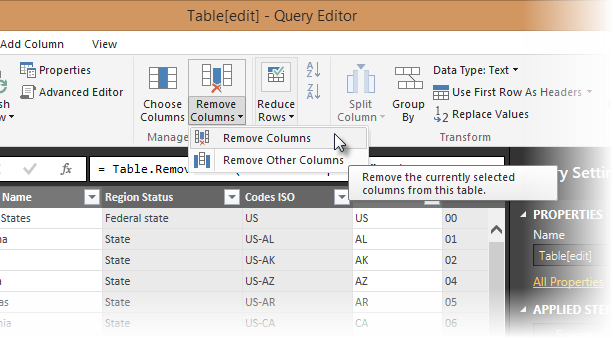 Table[edit] - Query Editor
Add Column View
Properties
Advanced Editor
Choose Columns
Remove Columns
Reduce Rows
A
Z
Z
A
Split Column
Group By
Data Type: Text
Use First Row As Headers
1
2
Replace Values
Manage
Transform
Remove Columns
Remove Other Columns
Remove the currently selected
columns from this table.
fx
= Table.Remov
Name Region Status Codes ISO
States Federal state US US 00
State US-AL AL 01
State US-AK AK 02
State US-AZ AZ 04
State US-AR AR 05
State US-CA CA 06
PROPERTIES
Name
Table[edit]
All Properties
APPLIED STE